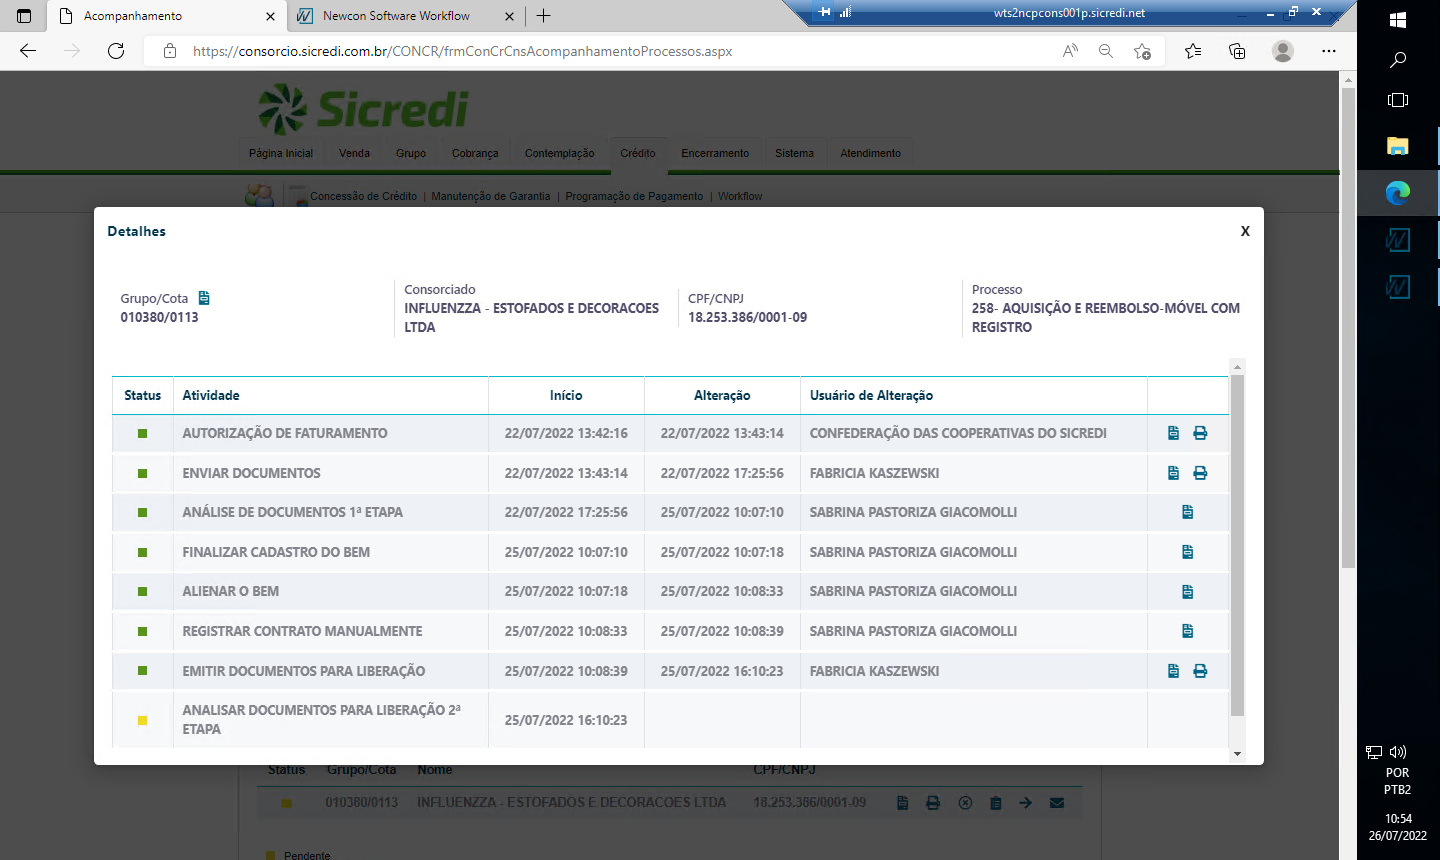 Acompanhamento
Newcon Software Workflow
wts2ncpcons001p.sicredi.net
https://consorcio.sicredi.com.br/CONCR/frmConCrCnsAcompanhamentoProcessos.aspx
Sicredi
Página Inicial Venda Grupo Cobrança Contemplação Crédito Encerramento Sistema Atendimento
Concessão de Crédito | Manutenção de Garantia | Programação de Pagamento | Workflow
Detalhes X
Grupo/Cota
010380/0113
Consorciado
INFLUENZZA - ESTOFADOS E DECORACOES
LTDA
CPF/CNPJ
18.253.386/0001-09
Processo
258- AQUISIÇÃO E REEMBOLSO-MÓVEL COM
REGISTRO
Status Atividade Início Alteração Usuário de Alteração
AUTORIZAÇÃO DE FATURAMENTO 22/07/2022 13:42:16 22/07/2022 13:43:14 CONFEDERAÇÃO DAS COOPERATIVAS DO SICREDI
ENVIAR DOCUMENTOS 22/07/2022 13:43:14 22/07/2022 17:25:56 FABRICIA KASZEWSKI
ANÁLISE DE DOCUMENTOS 1ª ETAPA 22/07/2022 17:25:56 25/07/2022 10:07:10 SABRINA PASTORIZA GIACOMOLLI
FINALIZAR CADASTRO DO BEM 25/07/2022 10:07:10 25/07/2022 10:07:18 SABRINA PASTORIZA GIACOMOLLI
ALIENAR O BEM 25/07/2022 10:07:18 25/07/2022 10:08:33 SABRINA PASTORIZA GIACOMOLLI
REGISTRAR CONTRATO MANUALMENTE 25/07/2022 10:08:33 25/07/2022 10:08:39 SABRINA PASTORIZA GIACOMOLLI
EMITIR DOCUMENTOS PARA LIBERAÇÃO 25/07/2022 10:08:39 25/07/2022 16:10:23 FABRICIA KASZEWSKI
ANALISAR DOCUMENTOS PARA LIBERAÇÃO 2ª
ETAPA 25/07/2022 16:10:23
Status Grupo/Cota Nome CPF/CNPJ
010380/0113 INFLUENZZA - ESTOFADOS E DECORACOES LTDA 18.253.386/0001-09
Pendente
POR
PTB2
10:54
26/07/2022